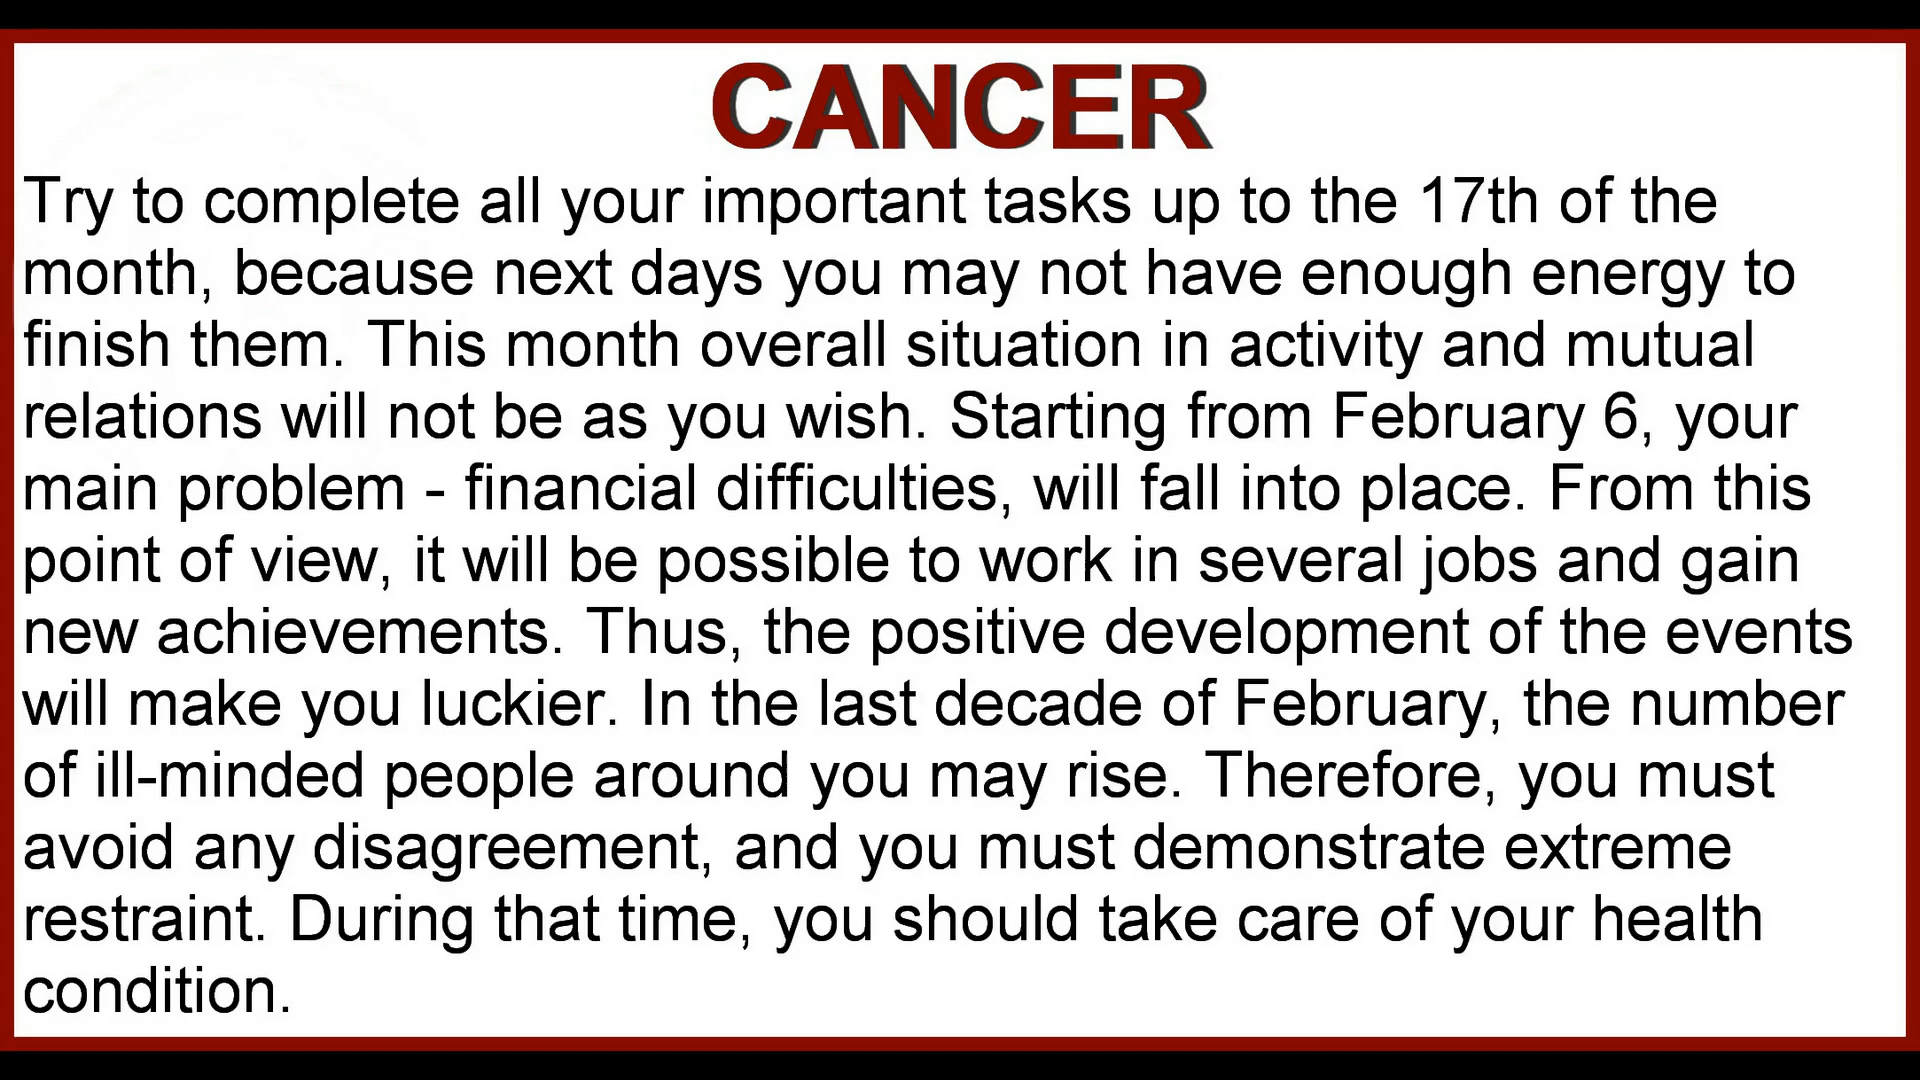 CANCER
Try to complete all your important tasks up to the 17th of the
month, because next days you may not have enough energy to
finish them. This month overall situation in activity and mutual
relations will not be as you wish. Starting from February 6, your
main problem - financial difficulties, will fall into place. From this
point of view, it will be possible to work in several jobs and gain
new achievements. Thus, the positive development of the events
will make you luckier. In the last decade of February, the number
of ill-minded people around you may rise. Therefore, you must
avoid any disagreement, and you must demonstrate extreme
restraint. During that time, you should take care of your health
condition.